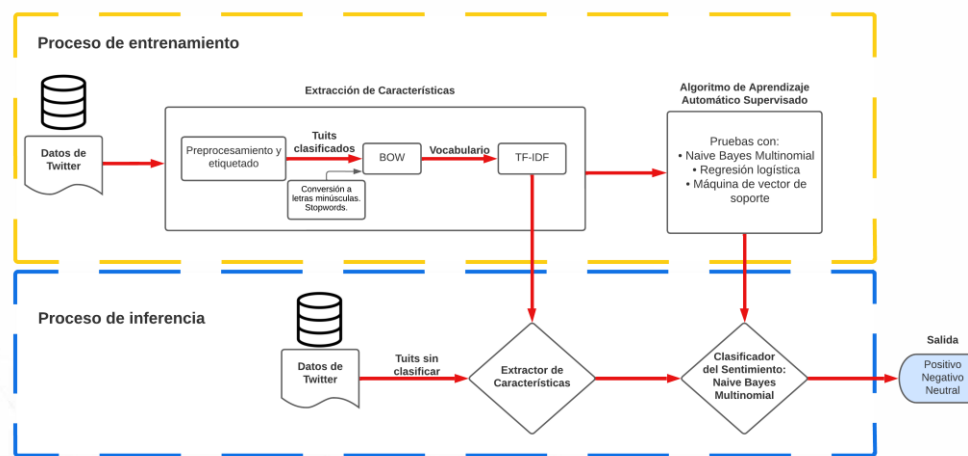 Proceso de entrenamiento
Extracción de Características
Algoritmo de Aprendizaje
Automático Supervisado
Datos de
Twitter
Preprocesamiento y
etiquetado
Tuits
clasificados
BOW
Vocabulario
TF-IDF
Conversión a
letras minúsculas.
Stopwords.
Pruebas con:
• Naive Bayes Multinomial
• Regresión logística
• Máquina de vector de
soporte
Proceso de inferencia
Datos de
Twitter
Tuits sin
clasificar
Extractor de
Características
Clasificador
del Sentimiento:
Naive Bayes
Multinomial
Salida
Positivo
Negativo
Neutral